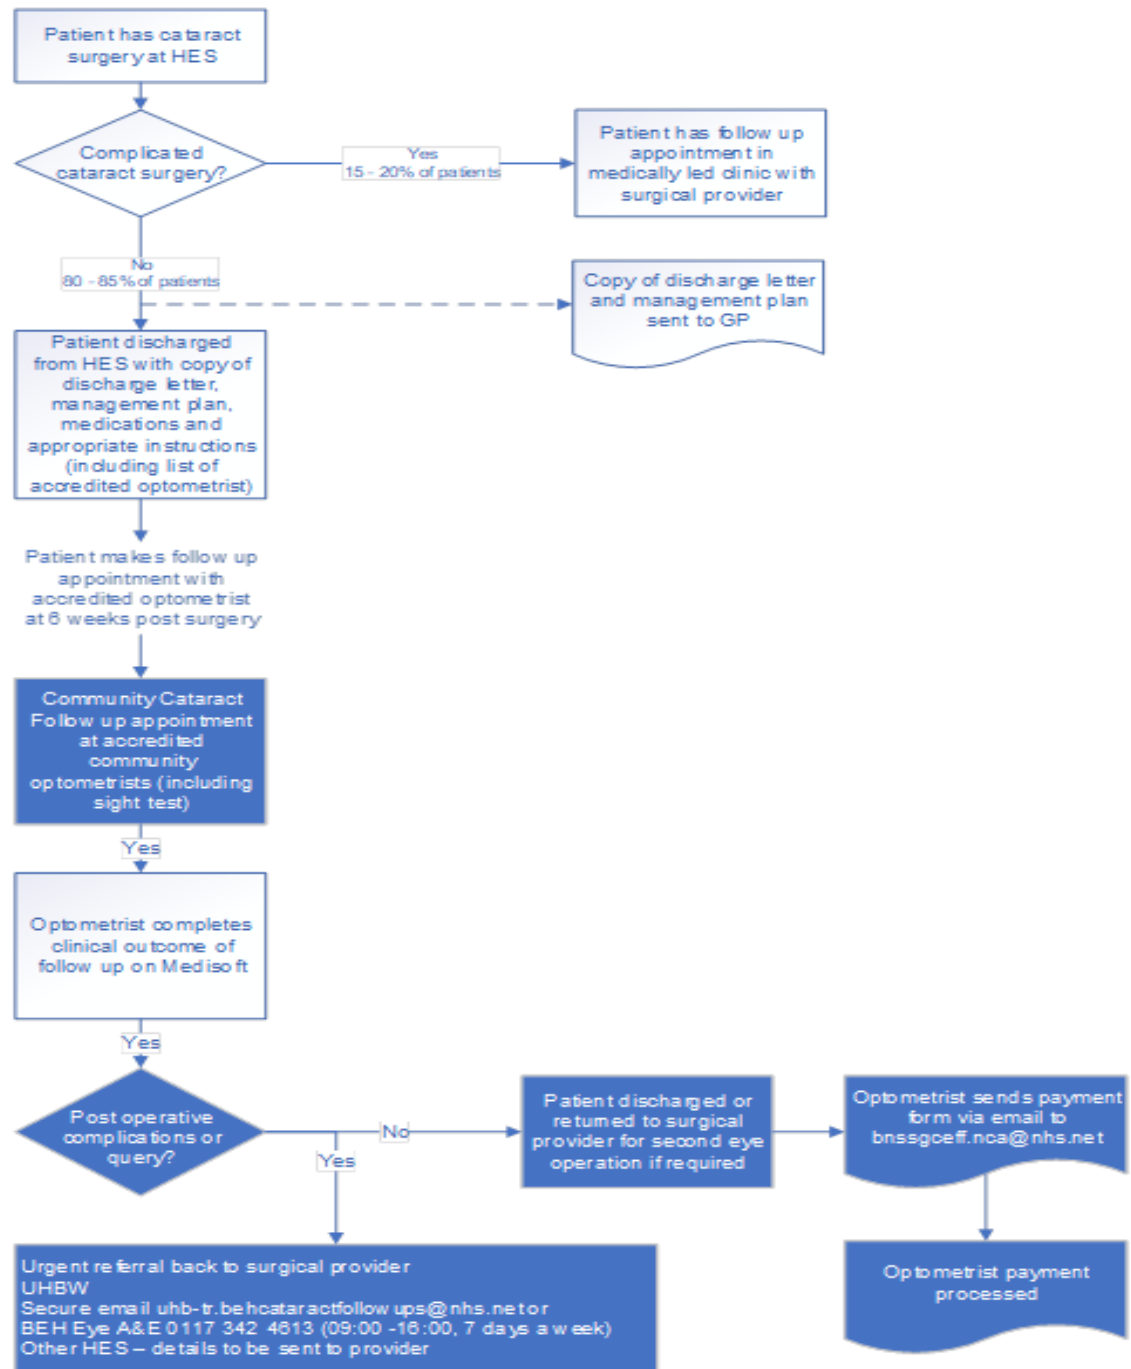 Patient has cataract
surgery at HES
Complicated
cataract surgery?
Yes
15 - 20% of patients
Patient has follow up
appointment in
medically led clinic with
surgical provider
No
80 - 85% of patients
Copy of discharge letter
and management plan
sent to GP
Patient discharged
from HES with copy of
discharge letter,
management plan,
medications and
appropriate instructions
(including list of
accredited optometrist)
Patient makes follow up
appointment with
accredited optometrist
at 6 weeks post surgery
Community Cataract
Follow up appointment
at accredited
community
optometrists (including
sight test)
Yes
Optometrist completes
clinical outcome of
follow up on Medisoft
Yes
Post operative
complications or
query?
No
Yes
Patient discharged or
returned to surgical
provider for second eye
operation if required
Optometrist sends payment
form via email to
bnssgceff.nca@nhs.net
Urgent referral back to surgical provider
UHBW
Secure email uhb-tr.behcataractfollowups@nhs.net or
BEH Eye A&E 0117 342 4613 (09:00 -16:00, 7 days a week)
Other HES – details to be sent to provider
Optometrist payment
processed